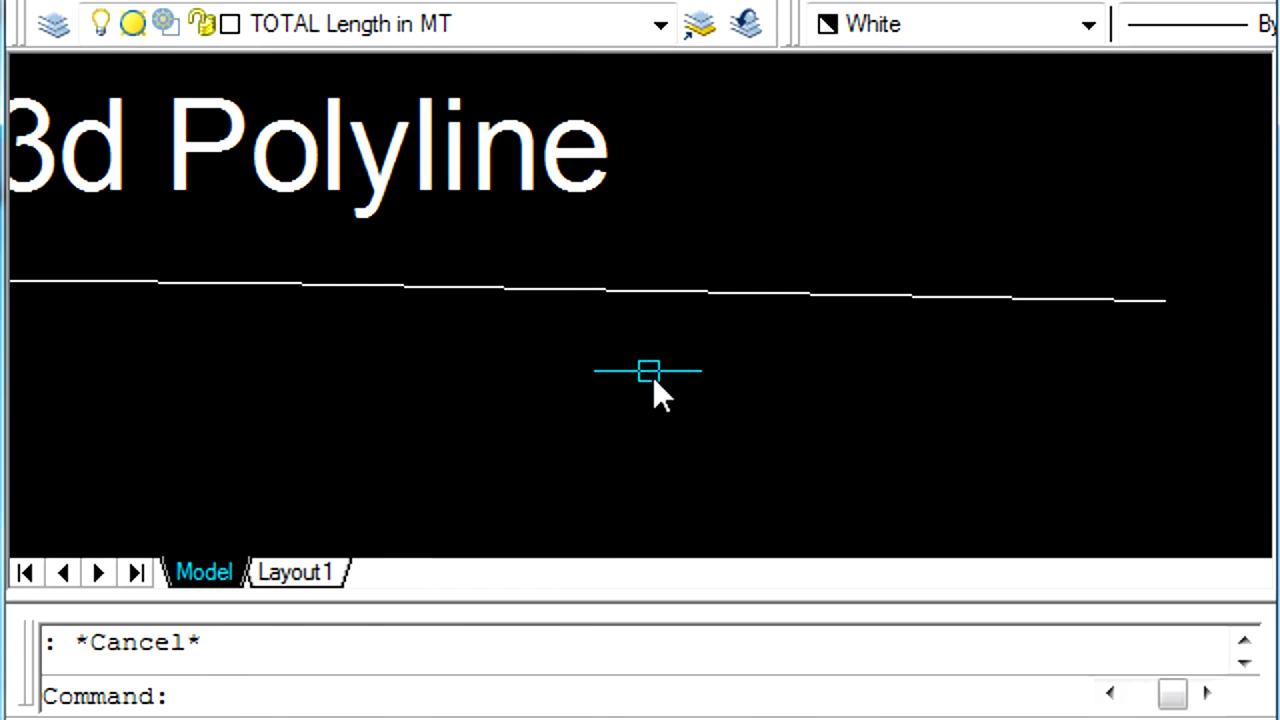 TOTAL Length in MT
White
By
3d Polyline
Model
Layout1
: *Cancel*
Command: